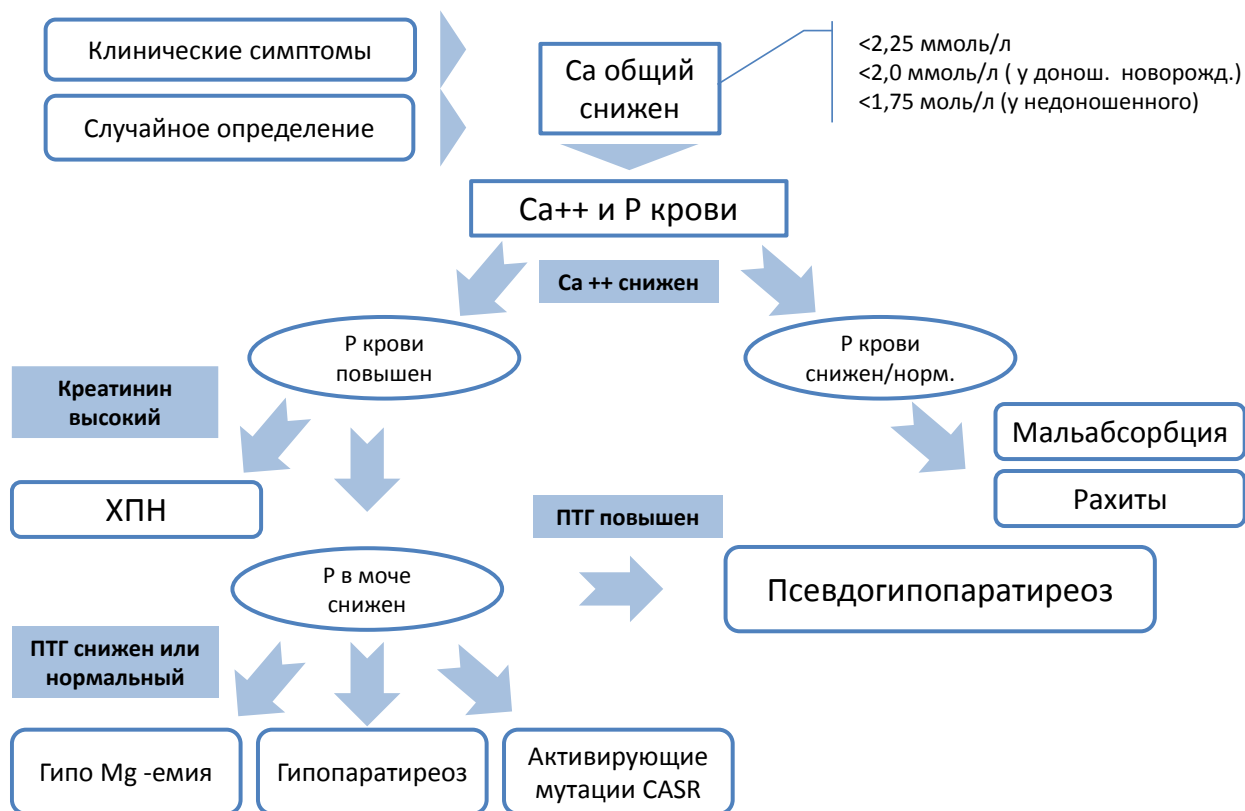 Клинические симптомы
Случайное определение
Са общий
снижен
<2,25 ммоль/л
<2,0 ммоль/л ( у донош. новорожд.)
<1,75 моль/л (у недоношенного)
Са++ и Р крови
Са ++ снижен
Р крови
повышен
Р крови
снижен/норм.
Креатинин
высокий
Мальабсорбция
Рахиты
ХПН
ПТГ повышен
Р в моче
снижен
Псевдогипопаратиреоз
ПТГ снижен или
нормальный
Гипо Mg -емия
Гипопаратиреоз
Активирующие
мутации CASR